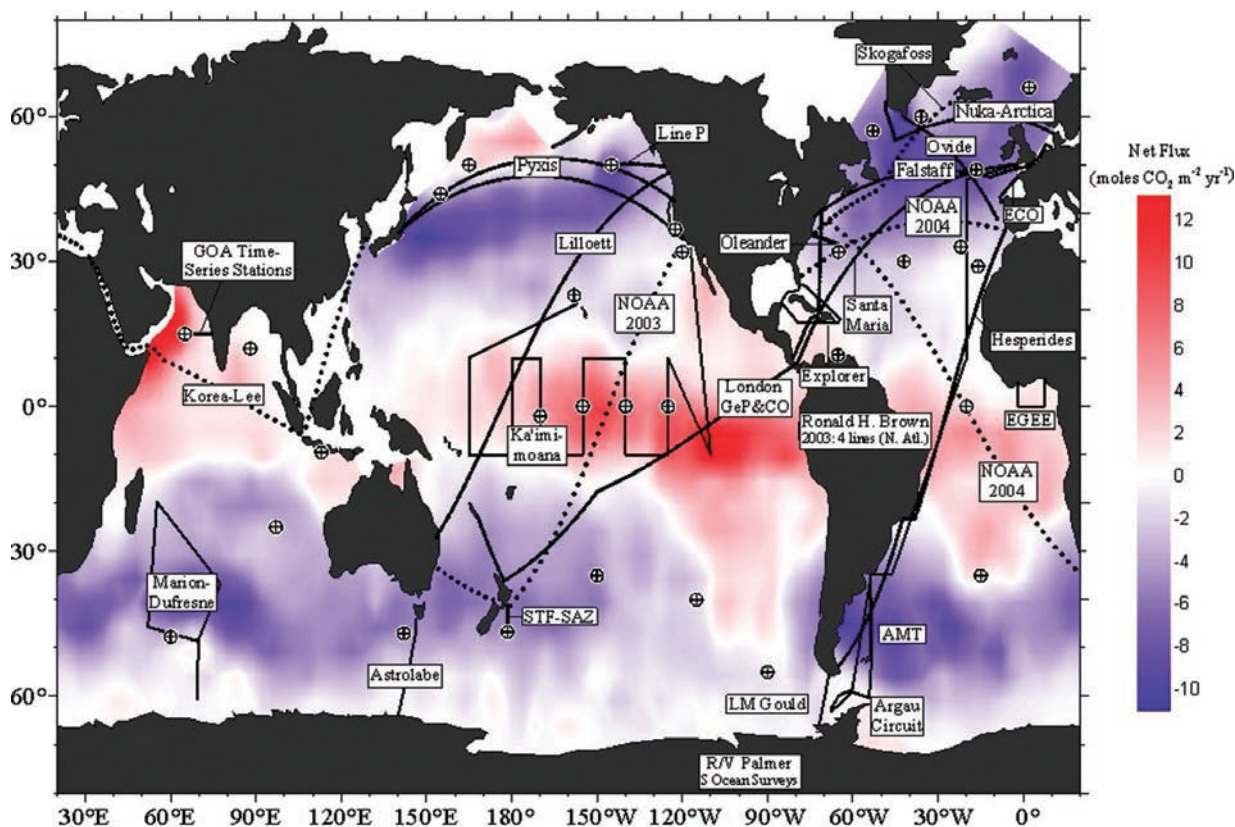 Skogafoss
Nuka-Arctica
Line P
Ovide
Pyxis
Falstaff
Net Flux
(moles CO₂ m⁻² yr⁻¹)
NOAA
2004
ECO
Oleander
Lilloett
GOA Time-
Series Stations
NOAA
2003
Santa
Maria
Hesperides
Explorer
London
GeP&CO
Korea-Lee
Ka'imi-
moana
Ronald H. Brown
2003: 4 lines (N. Atl.)
EGEE
NOAA
2004
Marion-
Dufresne
STF-SAZ
AMT
Astrolabe
LM Gould
Argau
Circuit
R/V Palmer
S Ocean Surveys
60°
30°
0°
30°
60°
30°E
60°E
90°E
120°E
150°E
180°
150°W
120°W
90°W
60°W
30°W
0°
12
10
8
6
4
2
0
-2
-4
-6
-8
-10